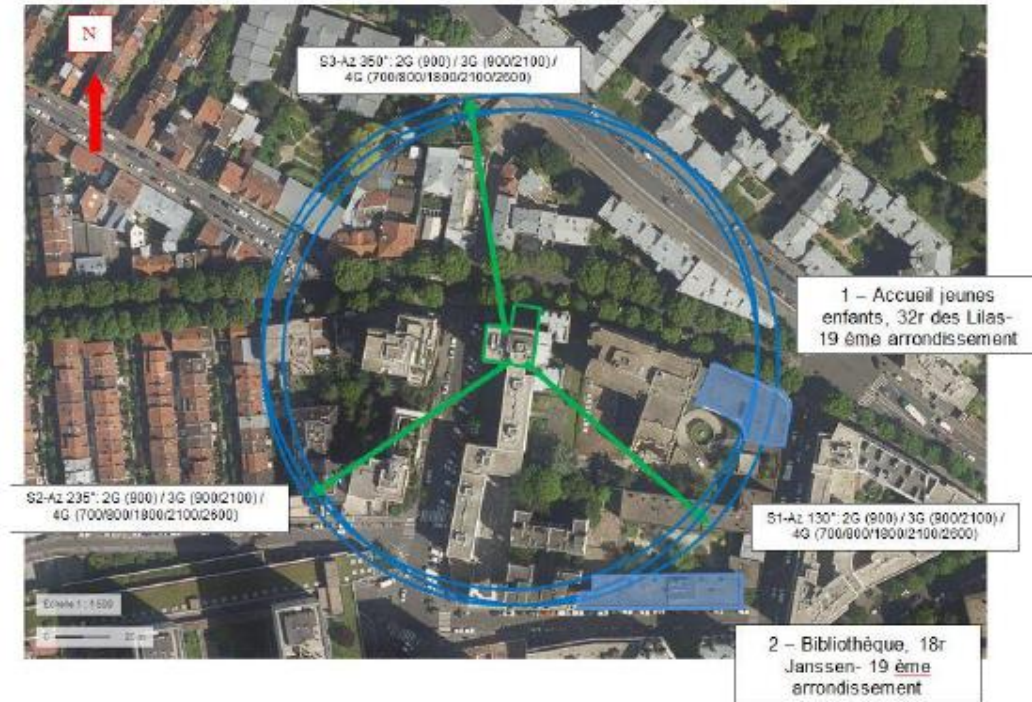 N
S3-Az 350°: 2G (900) / 3G (900/2100) /
4G (700/800/1800/2100/2600)
1 – Accueil jeunes
enfants, 32r des Lilas-
19 ème arrondissement
S2-Az 235°: 2G (900) / 3G (900/2100) /
4G (700/800/1800/2100/2600)
S1-Az 130°: 2G (900) / 3G (900/2100) /
4G (700/800/1800/2100/2600)
0 20 m
2 – Bibliothèque, 18r
Janssen- 19 ème
arrondissement